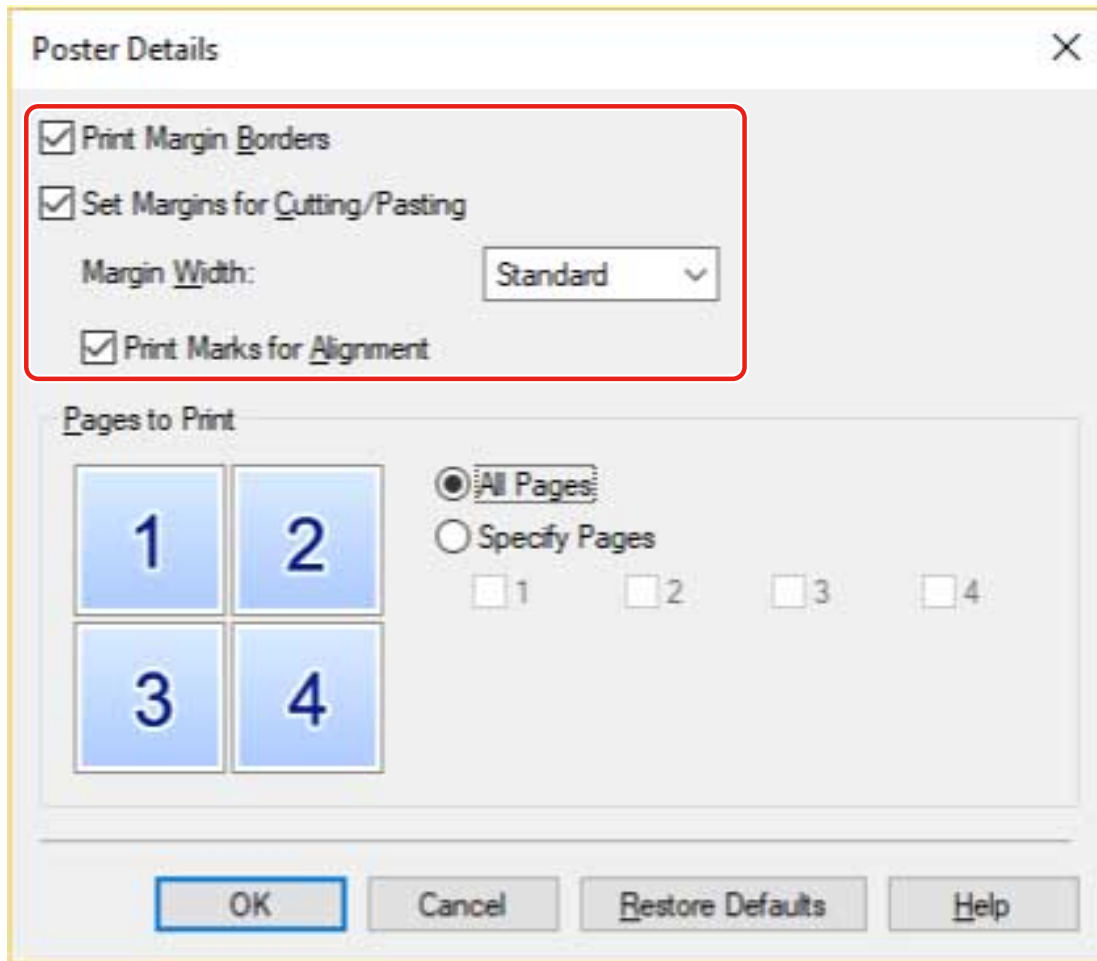 Poster Details
Print Margin Borders
Set Margins for Cutting/Pasting
Margin Width: Standard
Print Marks for Alignment
Pages to Print
1 2
3 4
All Pages
Specify Pages
1 2 3 4
OK Cancel Restore Defaults Help